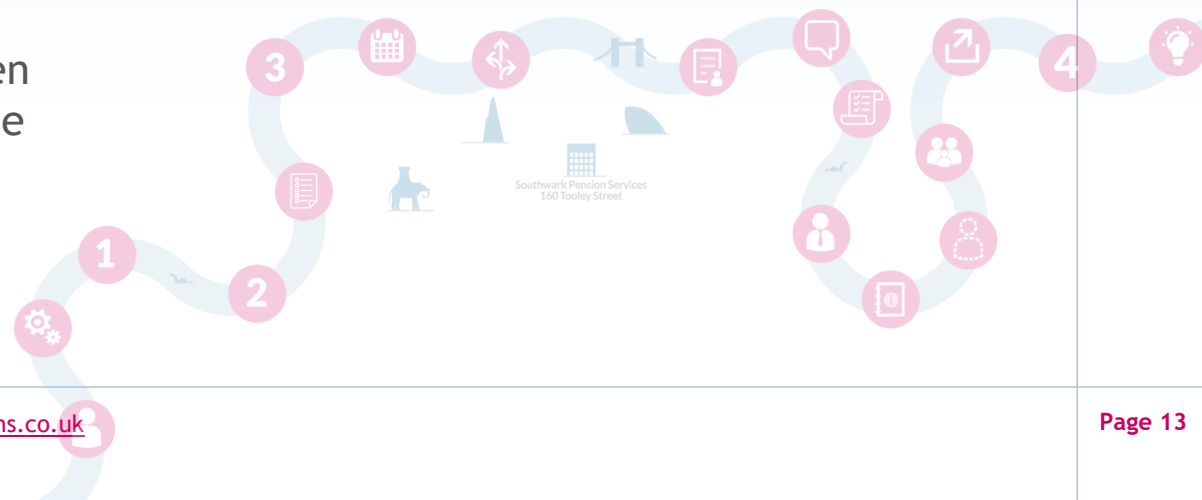 en
e
3
4
Southwark Pension Services
160 Tooley Street
1
2
ns.co.uk
Page 13